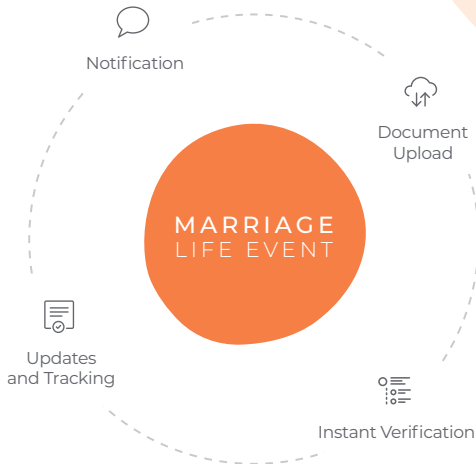 Notification
Document
Upload
MARRIAGE
LIFE EVENT
Updates
and Tracking
Instant Verification